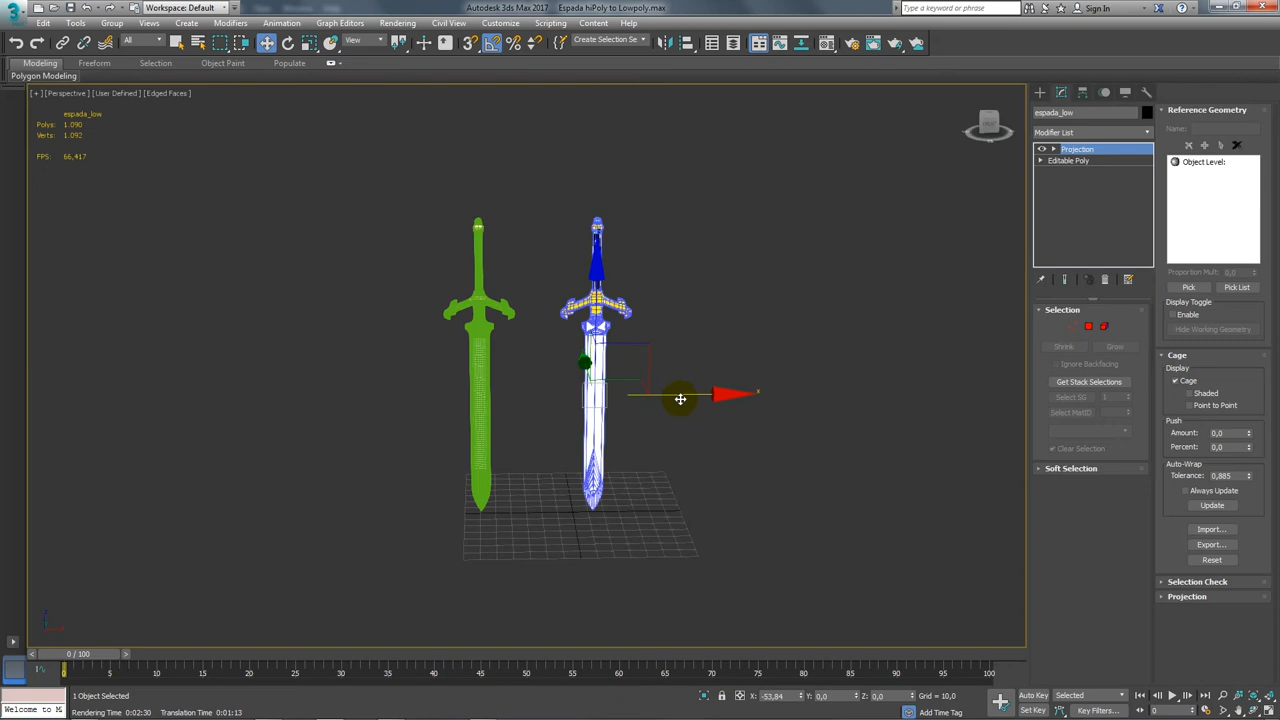 Workspace: Default
Autodesk 3ds Max 2017 Espada hiPoly to Lowpoly.max
Type a keyword or phrase
Sign In
Edit Tools Group Views Create Modifiers Animation Graph Editors Rendering Civil View Customize Scripting Content Help
All
View
Create Selection Se
Modeling Freeform Selection Object Paint Populate
Polygon Modeling
[+] [Perspective] [User Defined] [Edged Faces]
espada_low
Polys: 1.090
Verts: 1.092
FPS: 66,417
x
espada_low
Modifier List
Projection
Editable Poly
Selection
Shrink Grow
Ignore Backfacing
Get Stack Selections
Select SG 1
Select MatID
Clear Selection
Soft Selection
Reference Geometry
Name:
Object Level:
Proportion Mult: 0,0
Pick Pick List
Display Toggle
Enable
Hide Working Geometry
Cage
Display
Cage
Shaded
Point to Point
Push
Amount: 0,0
Percent: 0,0
Auto-Wrap
Tolerance: 0,885
Always Update
Update
Import...
Export...
Reset
Selection Check
Projection
0 / 100
0 5 10 15 20 25 30 35 40 45 50 55 60 65 70 75 80 85 90 95 100
1 Object Selected
X: -53,84 Y: 0,0 Z: 0,0 Grid = 10,0
Auto Key Selected
Welcome to M
Rendering Time: 0:02:30 Translation Time: 0:01:13
Add Time Tag
Set Key Key Filters...
0